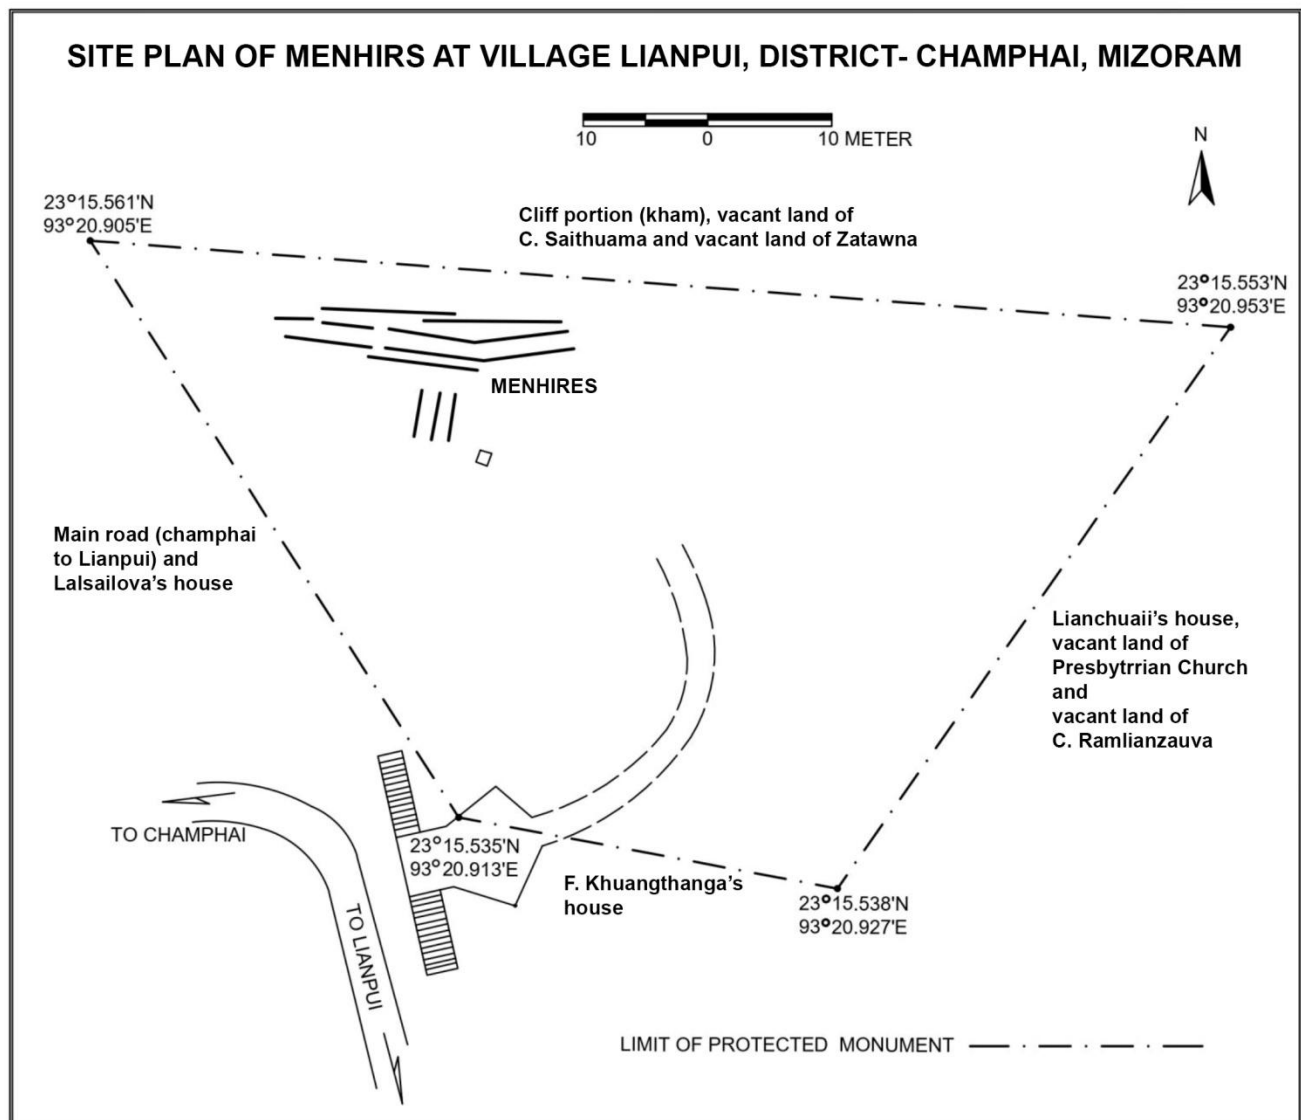 SITE PLAN OF MENHIRS AT VILLAGE LIANPUI, DISTRICT- CHAMPHAI, MIZORAM
10 0 10 METER
N
23°15.561'N
93°20.905'E
Cliff portion (kham), vacant land of
C. Saithuama and vacant land of Zatawna
23°15.553'N
93°20.953'E
MENHIRES
Main road (champhai
to Lianpui) and
Lalsailova's house
Lianchuaii's house,
vacant land of
Presbytrrian Church
and
vacant land of
C. Ramlianzauva
TO CHAMPHAI
23°15.535'N
93°20.913'E
F. Khuangthanga's
house
23°15.538'N
93°20.927'E
TO LIANPUI
LIMIT OF PROTECTED MONUMENT